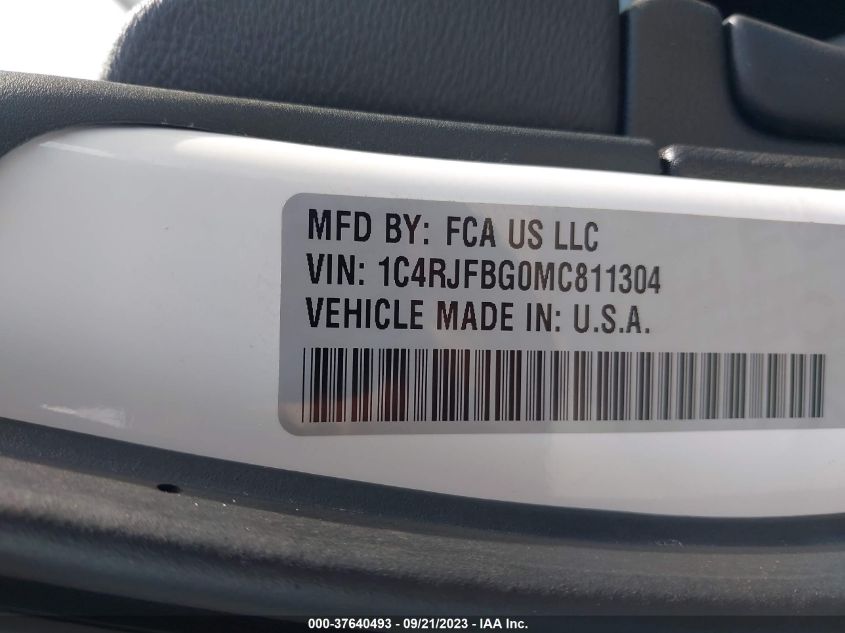 MFD BY: FCA US LLC
VIN: 1C4RJFBG0MC811304
VEHICLE MADE IN: U.S.A.
000-37640493 - 09/21/2023 - IAA Inc.